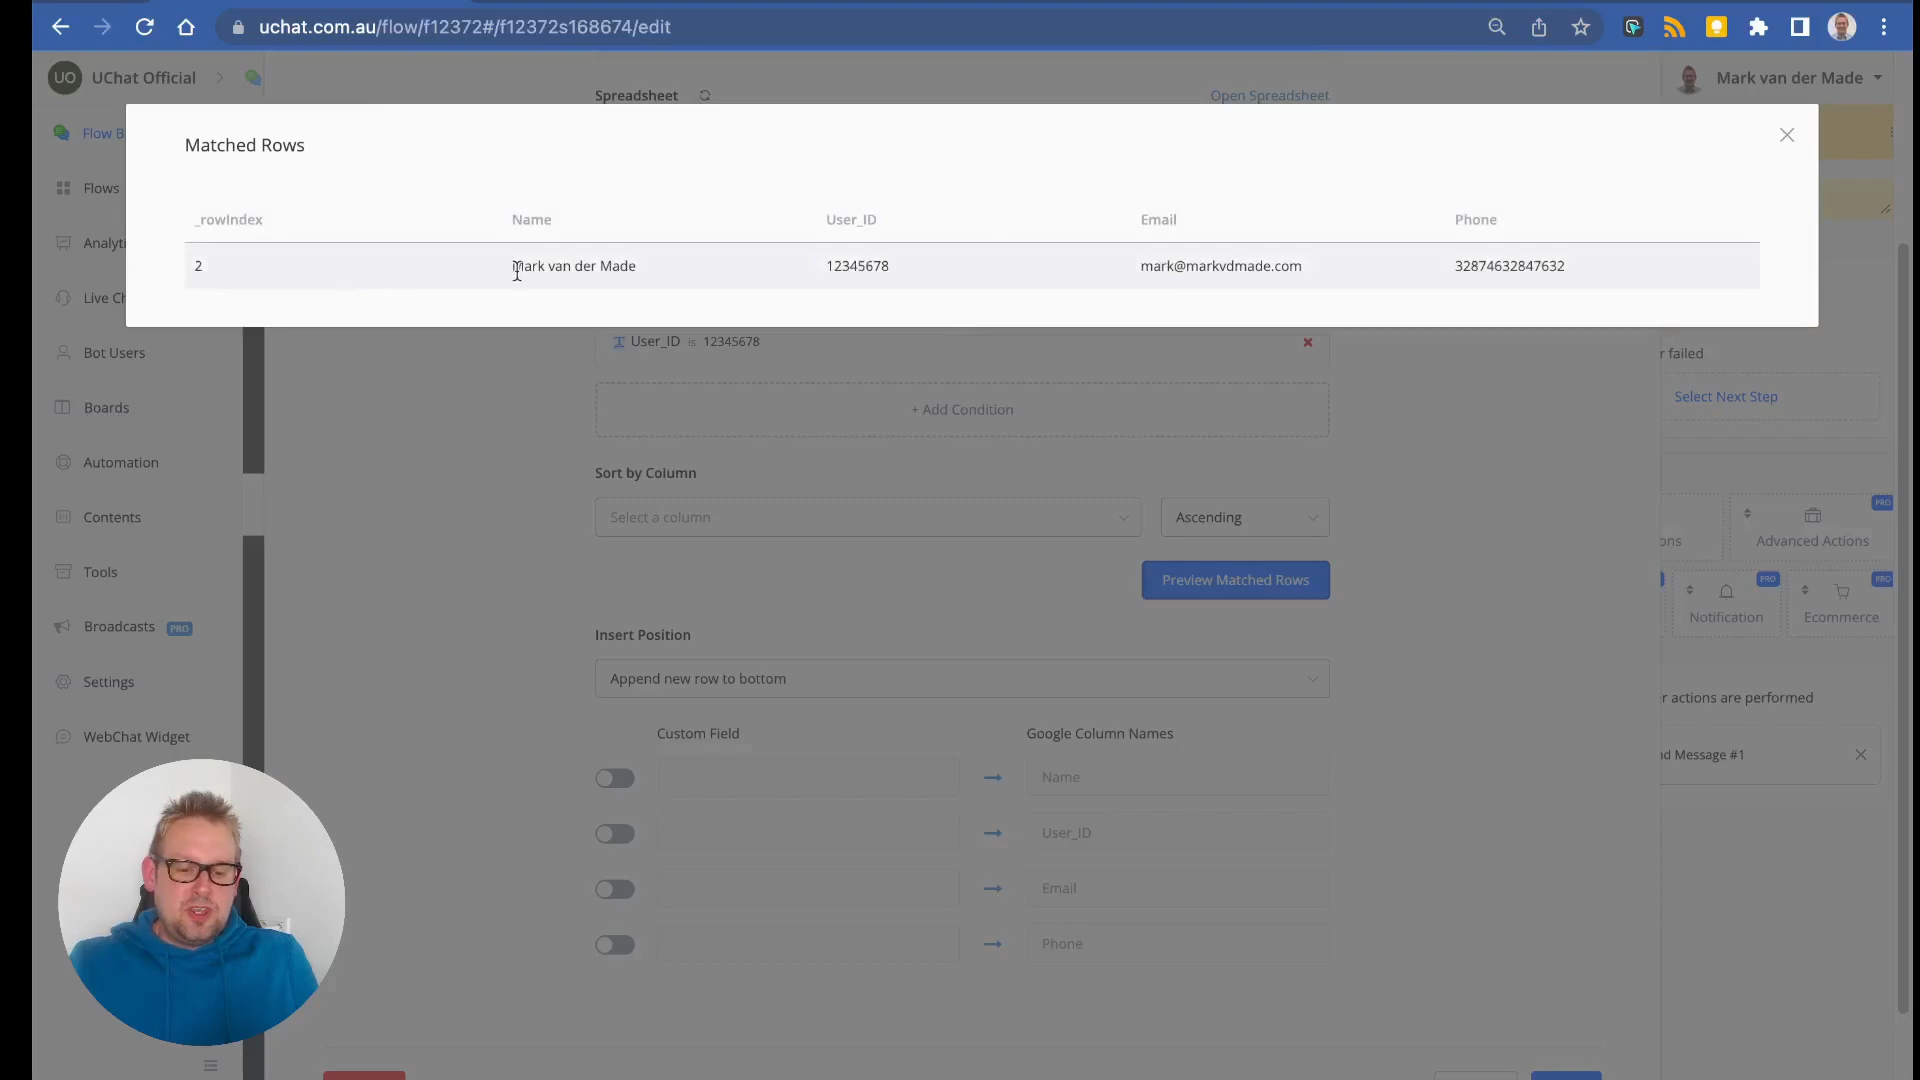 uchat.com.au/flow/f12372#/f12372s168674/edit
UO UChat Official
Mark van der Made
Spreadsheet
Open Spreadsheet
Flow B
Matched Rows
_rowIndex Name User_ID Email Phone
2 mark van der Made 12345678 mark@markvdmade.com 32874632847632
Flows
Analyti
Live Ch
Bot Users
Boards
Automation
Contents
Tools
Broadcasts PRO
Settings
WebChat Widget
User_ID is 12345678
+ Add Condition
Sort by Column
Select a column
Ascending
Preview Matched Rows
Insert Position
Append new row to bottom
Custom Field Google Column Names
Name
User_ID
Email
Phone
r failed
Select Next Step
PRO
ons
Advanced Actions
PRO
PRO
Notification
Ecommerce
r actions are performed
nd Message #1